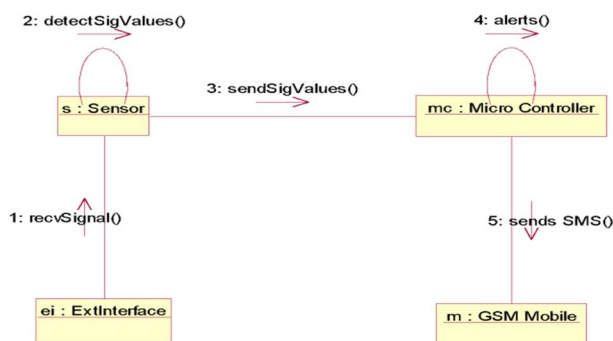 2: detectSigValues()
4: alerts()
3: sendSigValues()
s : Sensor
mc : Micro Controller
1: recvSignal()
5: sends SMS()
ei : ExtInterface
m : GSM Mobile